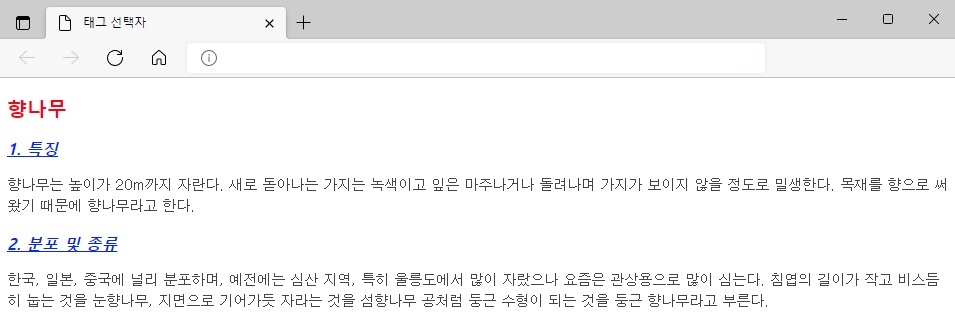 태그 선택자
향나무
1. 특징
향나무는 높이가 20m까지 자란다. 새로 돋아나는 가지는 녹색이고 잎은 마주나거나 돌려나며 가지가 보이지 않을 정도로 밀생한다. 목재를 향으로 써
왔기 때문에 향나무라고 한다.
2. 분포 및 종류
한국, 일본, 중국에 널리 분포하며, 예전에는 심산 지역, 특히 울릉도에서 많이 자랐으나 요즘은 관상용으로 많이 심는다. 침엽의 길이가 작고 비스듬
히 눕는 것을 눈향나무, 지면으로 기어가듯 자라는 것을 섬향나무 공처럼 둥근 수형이 되는 것을 둥근 향나무라고 부른다.